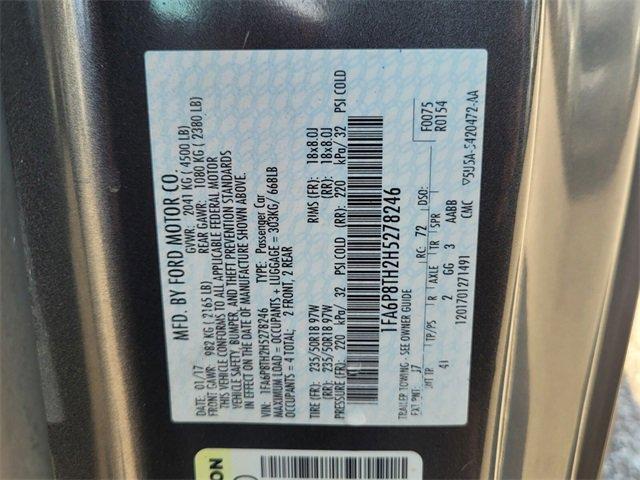 MFD. BY FORD MOTOR CO.
DATE: 01/17 GVWR: 2041 KG ( 4500 LB)
FRONT GAWR: 982 KG ( 2165 LB) REAR GAWR: 1080 KG ( 2380 LB)
THIS VEHICLE CONFORMS TO ALL APPLICABLE FEDERAL MOTOR
VEHICLE SAFETY, BUMPER, AND THEFT PREVENTION STANDARDS
IN EFFECT ON THE DATE OF MANUFACTURE SHOWN ABOVE.
VIN: 1FA6P8TH2H5278246 TYPE: Passenger Car
MAXIMUM LOAD = OCCUPANTS + LUGGAGE = 303KG/ 668LB
OCCUPANTS = 4 TOTAL: 2 FRONT, 2 REAR
TIRE (FR): 235/50R18 97W RIMS (FR): 18x8.0J
(RR): 235/50R18 97W (RR): 18x8.0J
PRESSURE (FR): 220 kPa/ 32 PSI COLD (RR): 220 kPa/ 32 PSI COLD
1FA6P8TH2H5278246
TRAILER TOWING - SEE OWNER GUIDE F0075
EXT PNT: J7 RC: 72 DSO: R0154
INT TR TP/PS R AXLE TR SPR
4I 2 GG 3 AABB
1201701271491 CMC 5U5A-5420472-AA
ON